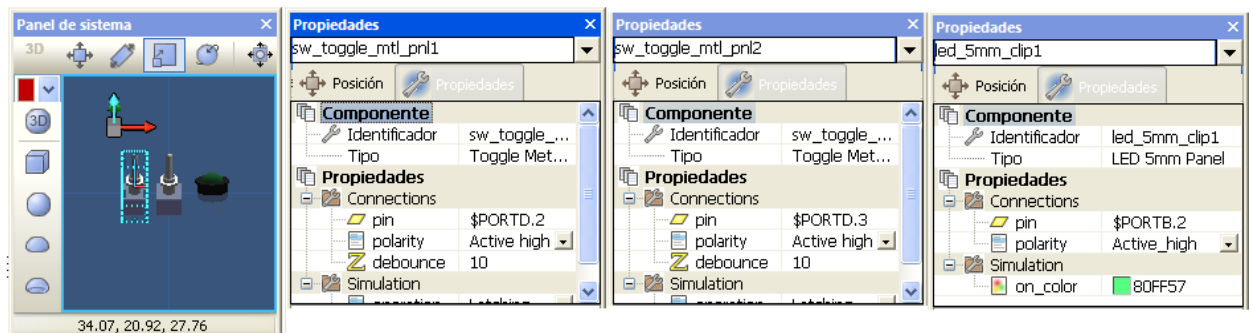 Panel de sistema
3D
3D
34.07, 20.92, 27.76
Propiedades
sw_toggle_mtl_pnl1
Posición Propiedades
Componente
Identificador sw_toggle_...
Tipo Toggle Met...
Propiedades
Connections
pin $PORTD.2
polarity Active high
debounce 10
Simulation
Propiedades
sw_toggle_mtl_pnl2
Posición Propiedades
Componente
Identificador sw_toggle_...
Tipo Toggle Met...
Propiedades
Connections
pin $PORTD.3
polarity Active high
debounce 10
Simulation
Propiedades
led_5mm_clip1
Posición Propiedades
Componente
Identificador led_5mm_clip1
Tipo LED 5mm Panel
Propiedades
Connections
pin $PORTB.2
polarity Active_high
Simulation
on_color 80FF57